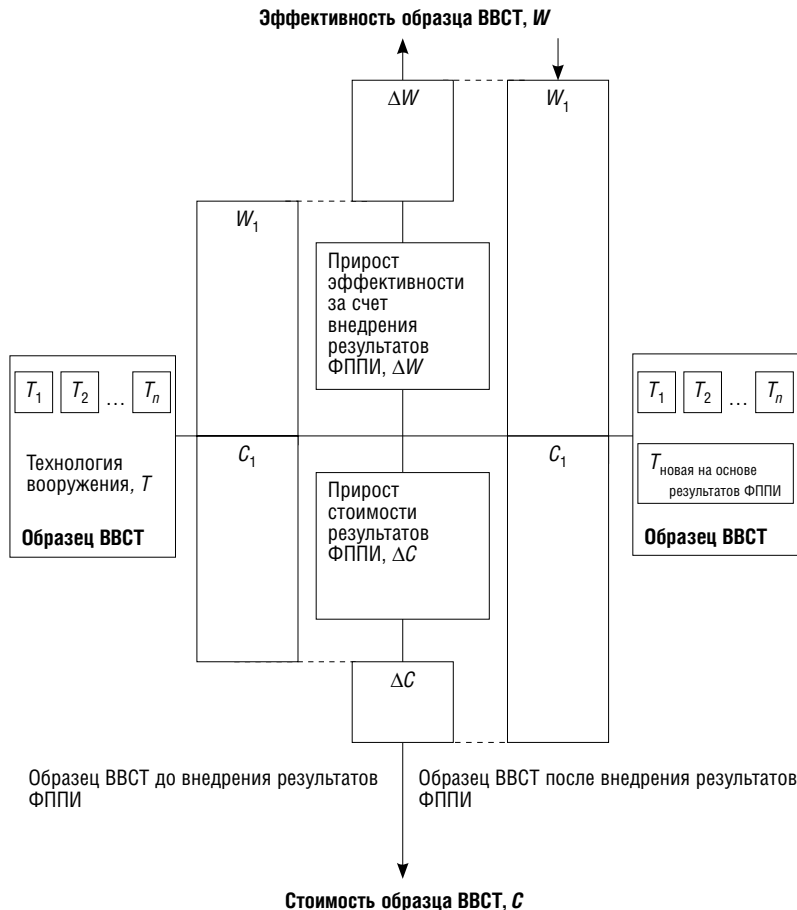 Эффективность образца ВВСТ, W
ΔW
W1
W1
Прирост
эффективности
за счет
внедрения
результатов
ФППИ, ΔW
T1 T2 ... Tn
Технология
вооружения, T
Образец ВВСТ
T1 T2 ... Tn
Tновая на основе
результатов ФППИ
Образец ВВСТ
C1
C1
Прирост
стоимости
результатов
ФППИ, ΔC
ΔC
Образец ВВСТ до внедрения результатов
ФППИ
Образец ВВСТ после внедрения результатов
ФППИ
Стоимость образца ВВСТ, C